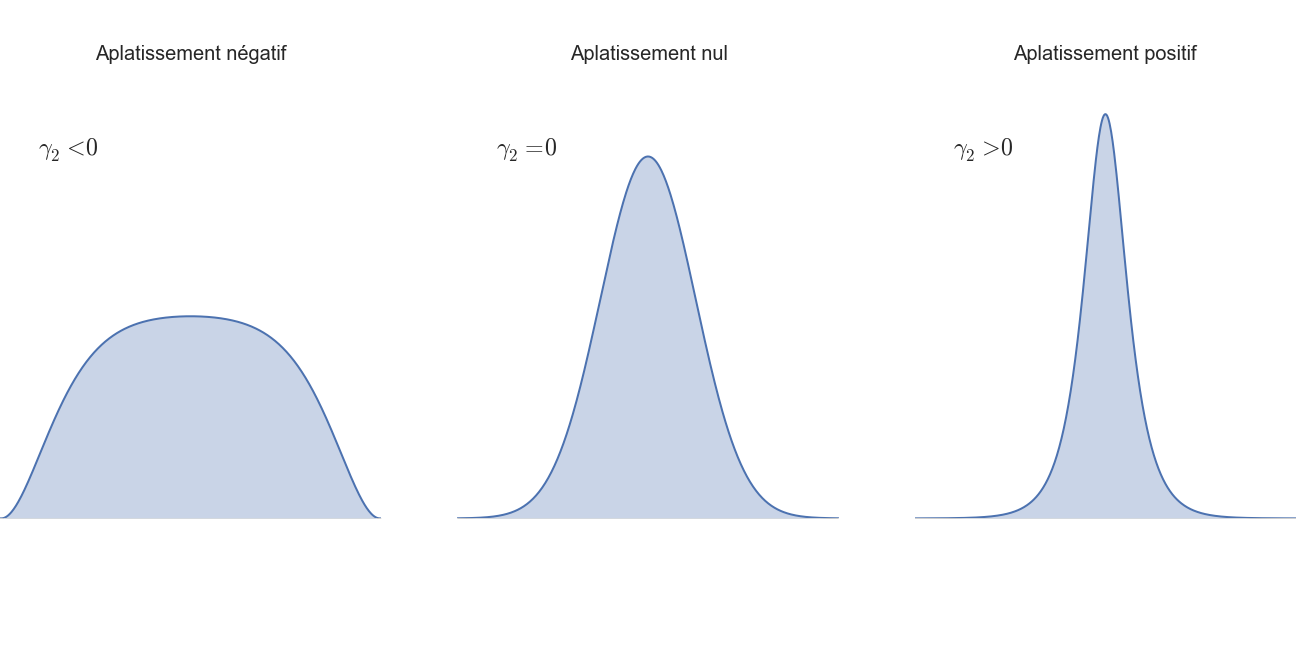 Aplatissement négatif
Aplatissement nul
Aplatissement positif
γ₂ <0
γ₂ =0
γ₂ >0